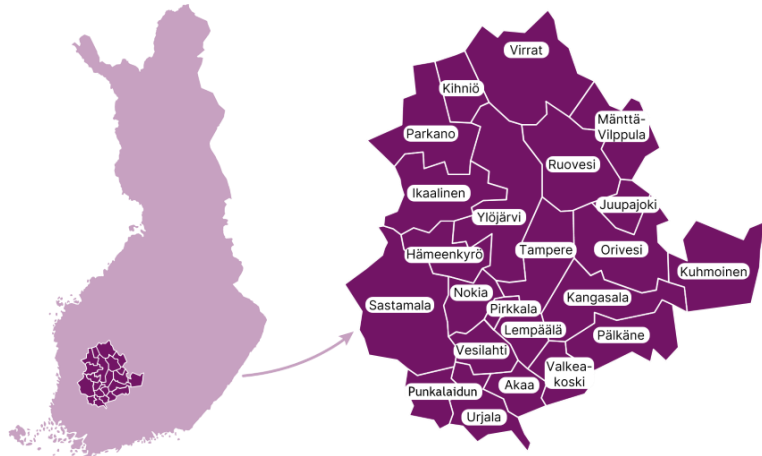 Virrat
Kihniö
Mänttä-
Vilppula
Parkano
Ruovesi
Ikaalinen
Juupajoki
Ylöjärvi
Hämeenkyrö
Tampere
Orivesi
Kuhmoinen
Nokia
Kangasala
Sastamala
Pirkkala
Lempäälä
Pälkäne
Vesilahti
Valkea-
koski
Punkalaidun
Akaa
Urjala